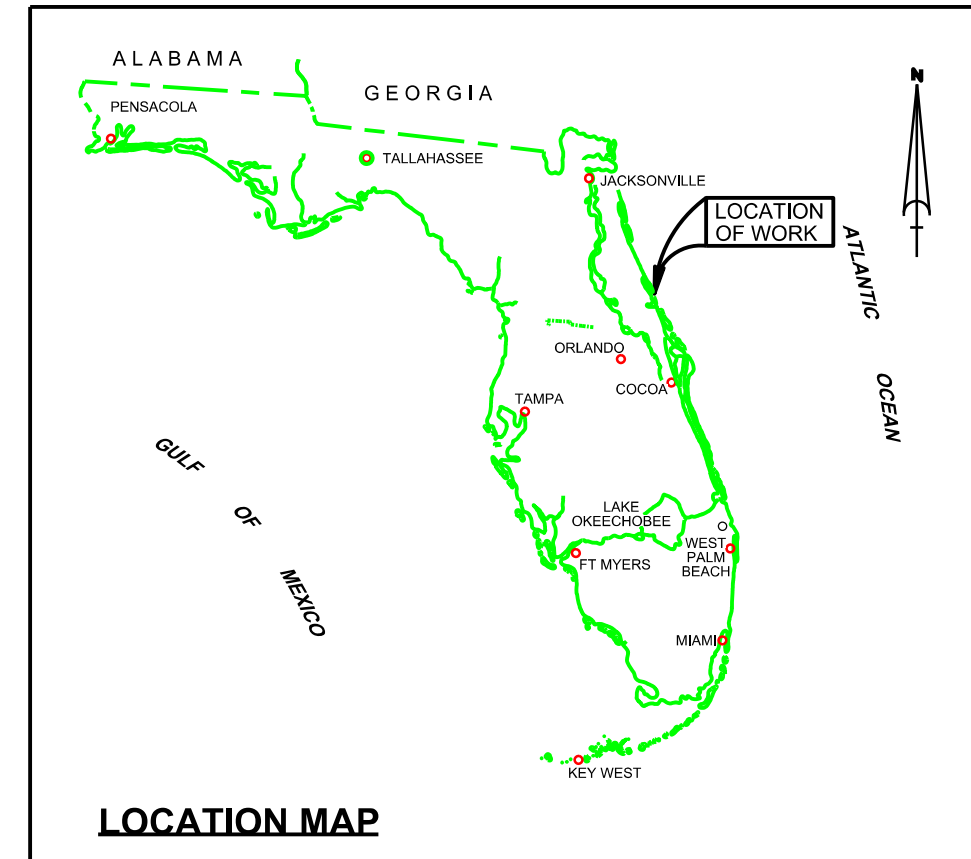 ALABAMA
GEORGIA
N
PENSACOLA
TALLAHASSEE
JACKSONVILLE
LOCATION
OF WORK
ATLANTIC
OCEAN
ORLANDO
COCOA
TAMPA
GULF
OF
MEXICO
LAKE
OKEECHOBEE
WEST
PALM
BEACH
FT MYERS
MIAMI
KEY WEST
LOCATION MAP